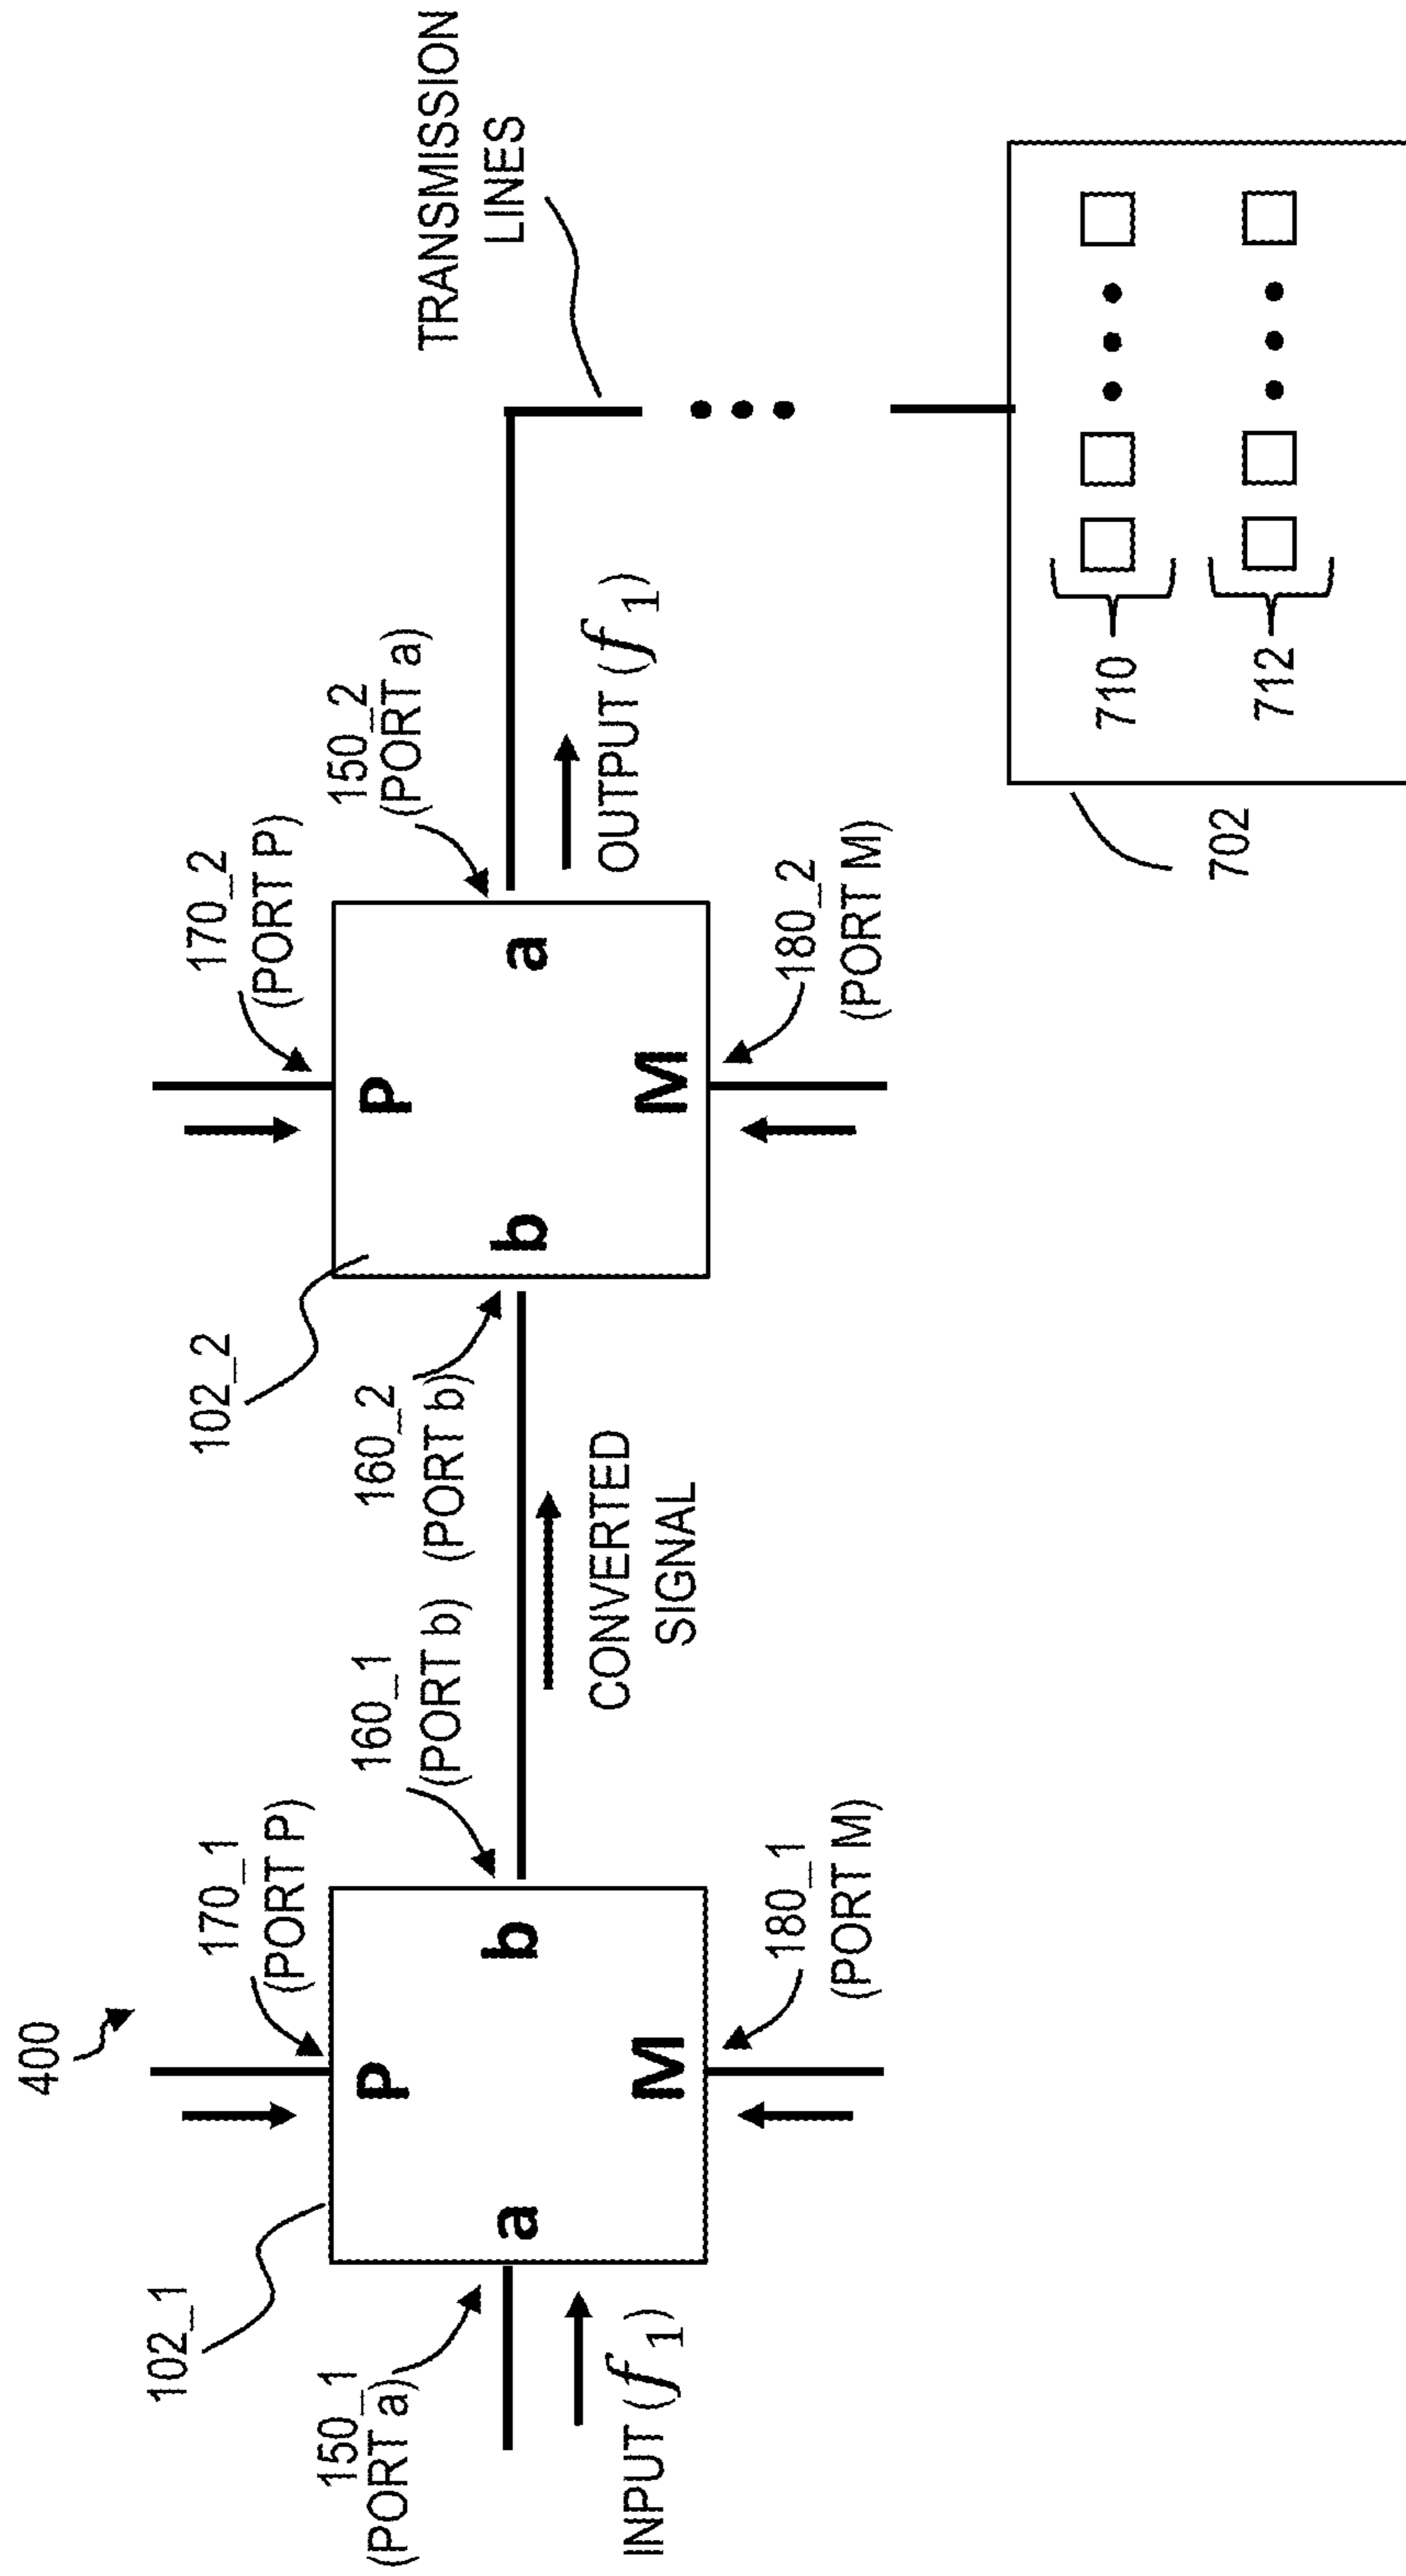 400
102_1
150_1
(PORT a)
INPUT (f1)
170_1
(PORT P)
P
a
b
M
180_1
(PORT M)
160_1
(PORT b)
CONVERTED
SIGNAL
102_2
160_2
(PORT b)
170_2
(PORT P)
P
b
a
M
180_2
(PORT M)
150_2
(PORT a)
OUTPUT (f1)
TRANSMISSION
LINES
702
710
712